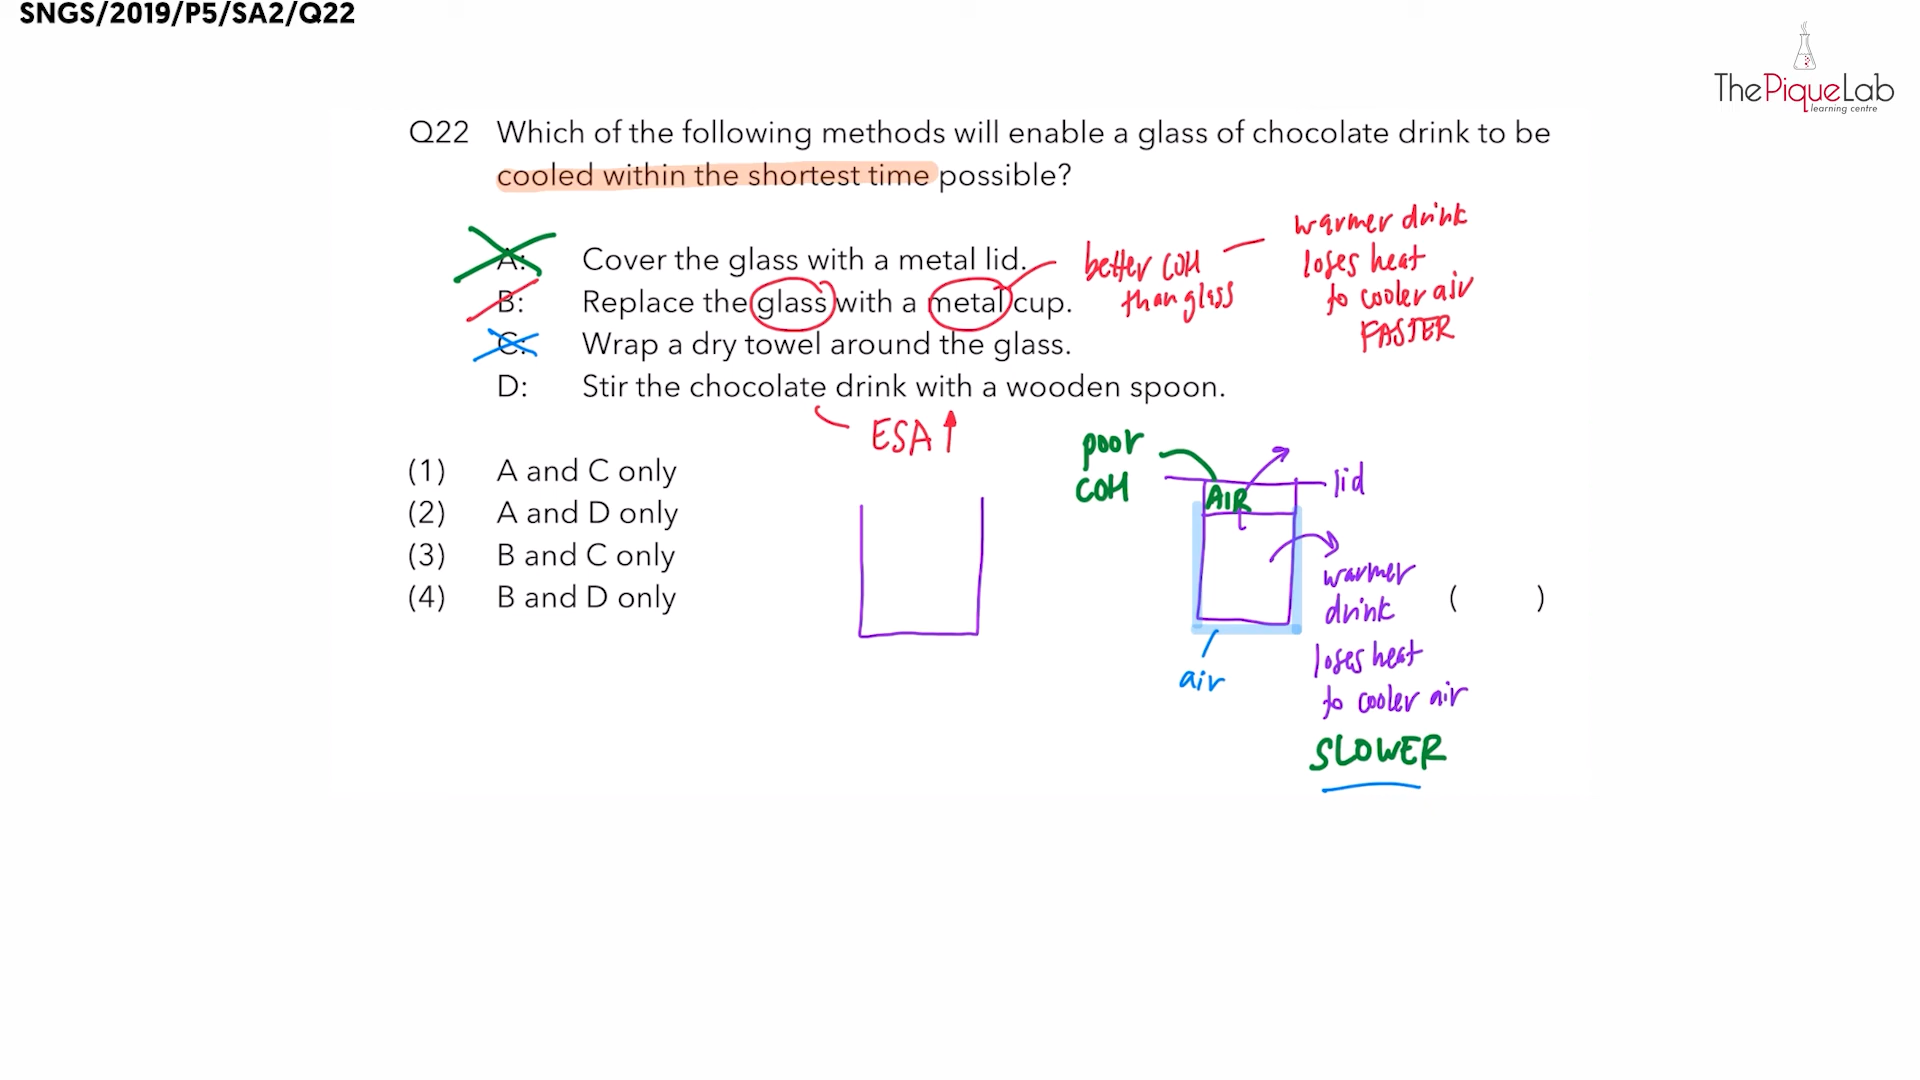 SNGS/2019/P5/SA2/Q22
ThePiqueLab
learning centre
Q22 Which of the following methods will enable a glass of chocolate drink to be
cooled within the shortest time possible?
A: Cover the glass with a metal lid.
B: Replace the glass with a metal cup.
C: Wrap a dry towel around the glass.
D: Stir the chocolate drink with a wooden spoon.
better COH
than glass
warmer drink
loses heat
to cooler air
FASTER
ESA
(1) A and C only
(2) A and D only
(3) B and C only
(4) B and D only
poor
COH
AIR
lid
air
warmer
drink
loses heat
to cooler air
SLOWER
( )